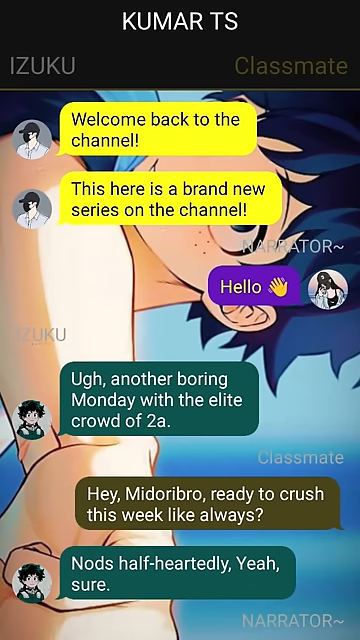 KUMAR TS
IZUKU
Classmate
Welcome back to the
channel!
This here is a brand new
series on the channel!
NARRATOR~
Hello 👋
IZUKU
Ugh, another boring
Monday with the elite
crowd of 2a.
Classmate
Hey, Midoribro, ready to crush
this week like always?
Nods half-heartedly, Yeah,
sure.
NARRATOR~